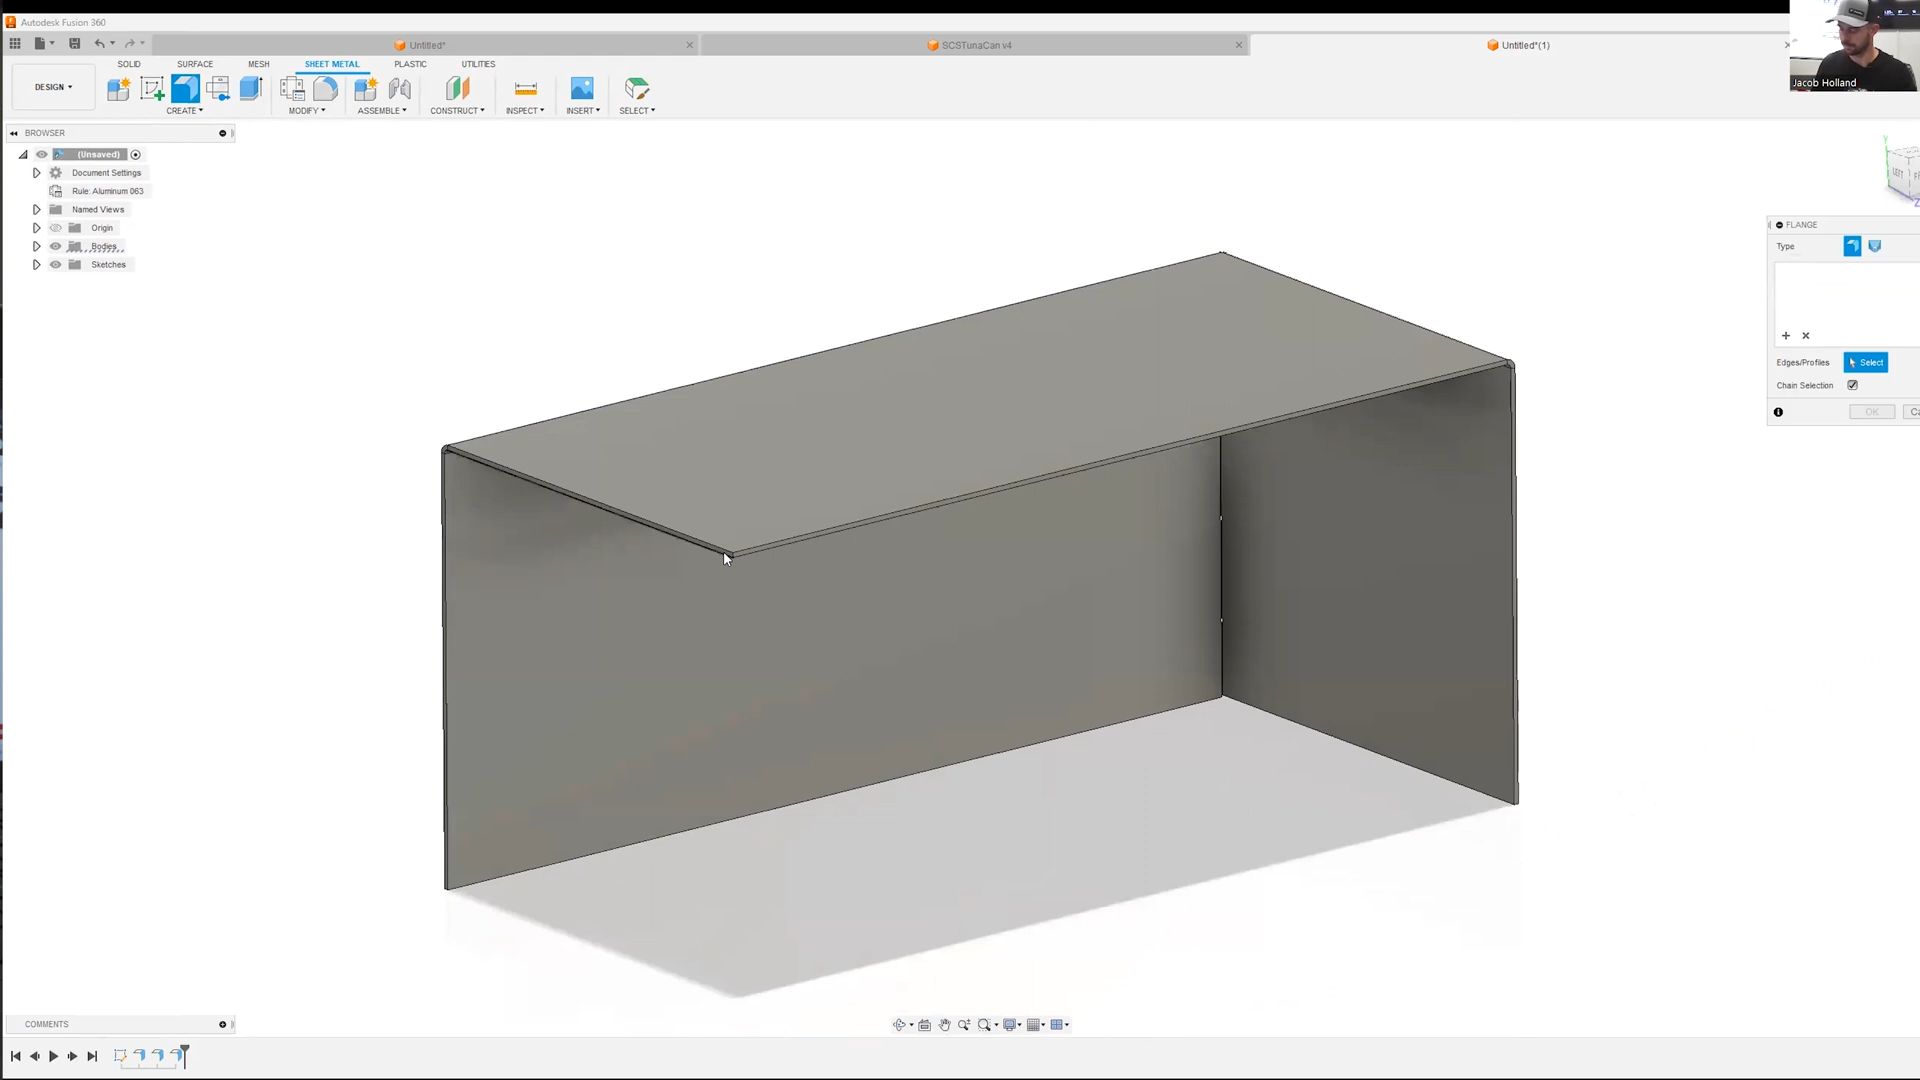 Autodesk Fusion 360
Untitled*
SCSTunaCan v4
Untitled*(1)
Jacob Holland
SOLID
SURFACE
MESH
SHEET METAL
PLASTIC
UTILITIES
DESIGN
CREATE
MODIFY
ASSEMBLE
CONSTRUCT
INSPECT
INSERT
SELECT
BROWSER
(Unsaved)
Document Settings
Rule: Aluminum 063
Named Views
Origin
Bodies
Sketches
LEFT
FLANGE
Type
Edges/Profiles
Select
Chain Selection
OK
Ca
COMMENTS